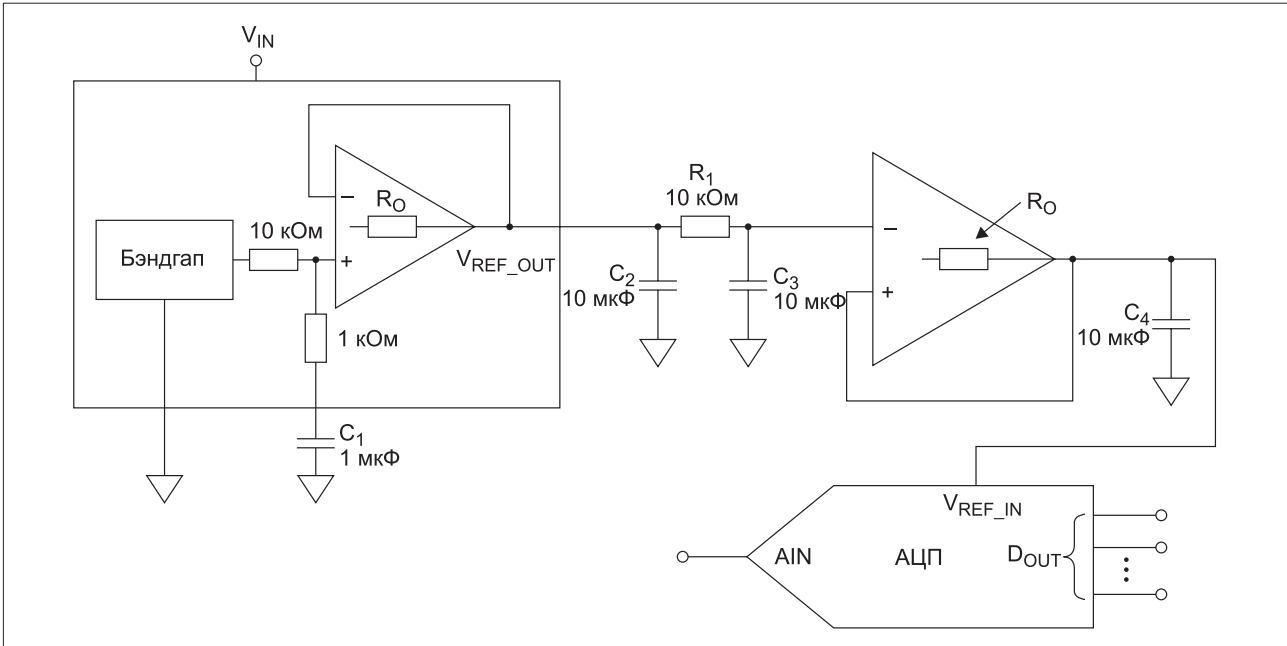 V_IN
Бэндгап
10 кОм
−
+
R_O
V_REF_OUT
1 кОм
C_1
1 мкФ
C_2
10 мкФ
R_1
10 кОм
C_3
10 мкФ
−
+
R_O
C_4
10 мкФ
V_REF_IN
AIN
АЦП
D_OUT